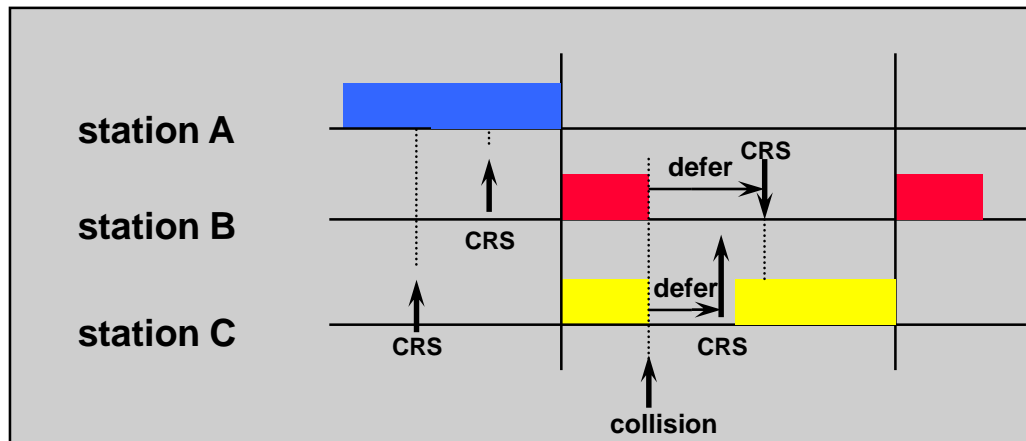 station A
CRS
defer
CRS
station B
defer
CRS
CRS
station C
collision